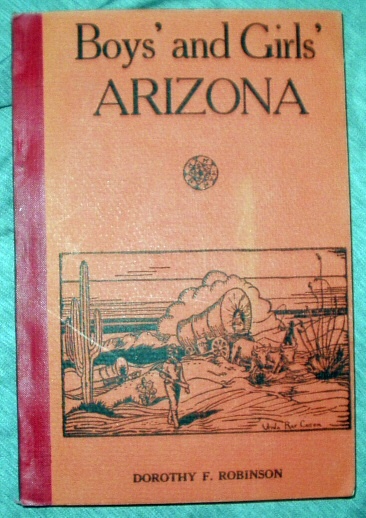 Boys' and Girls'
ARIZONA
DOROTHY F. ROBINSON